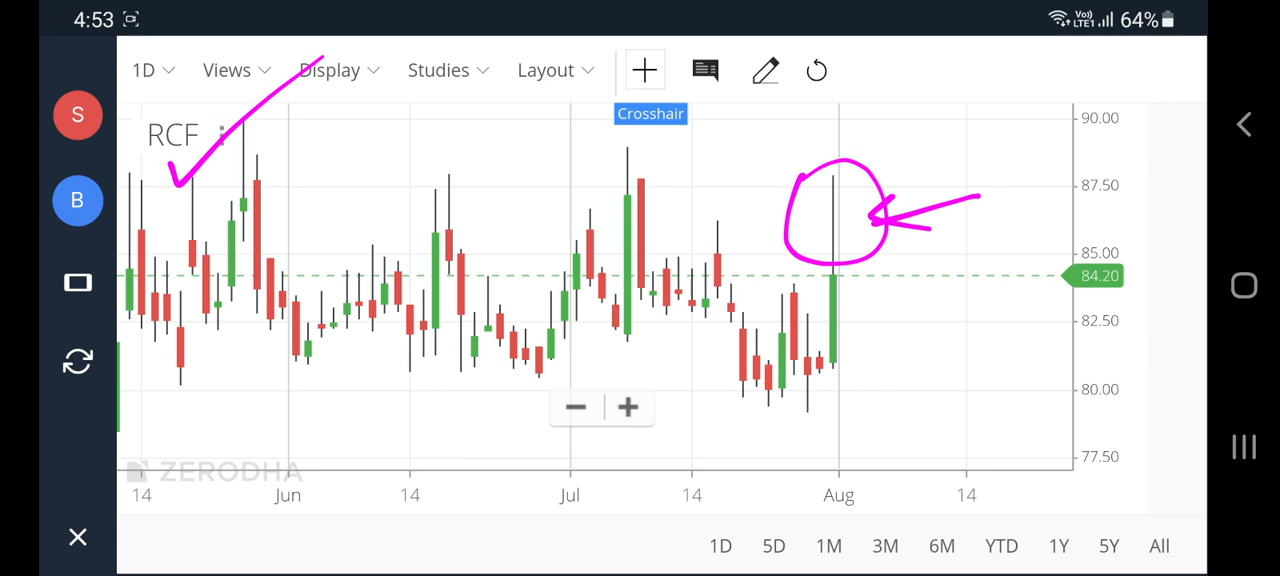 4:53 Vo) LTE1 64%
1D Views Display Studies Layout
Crosshair
S
B
RCF
90.00
87.50
85.00
84.20
82.50
80.00
77.50
ZERODHA
14 Jun 14 Jul 14 Aug 14
1D 5D 1M 3M 6M YTD 1Y 5Y All